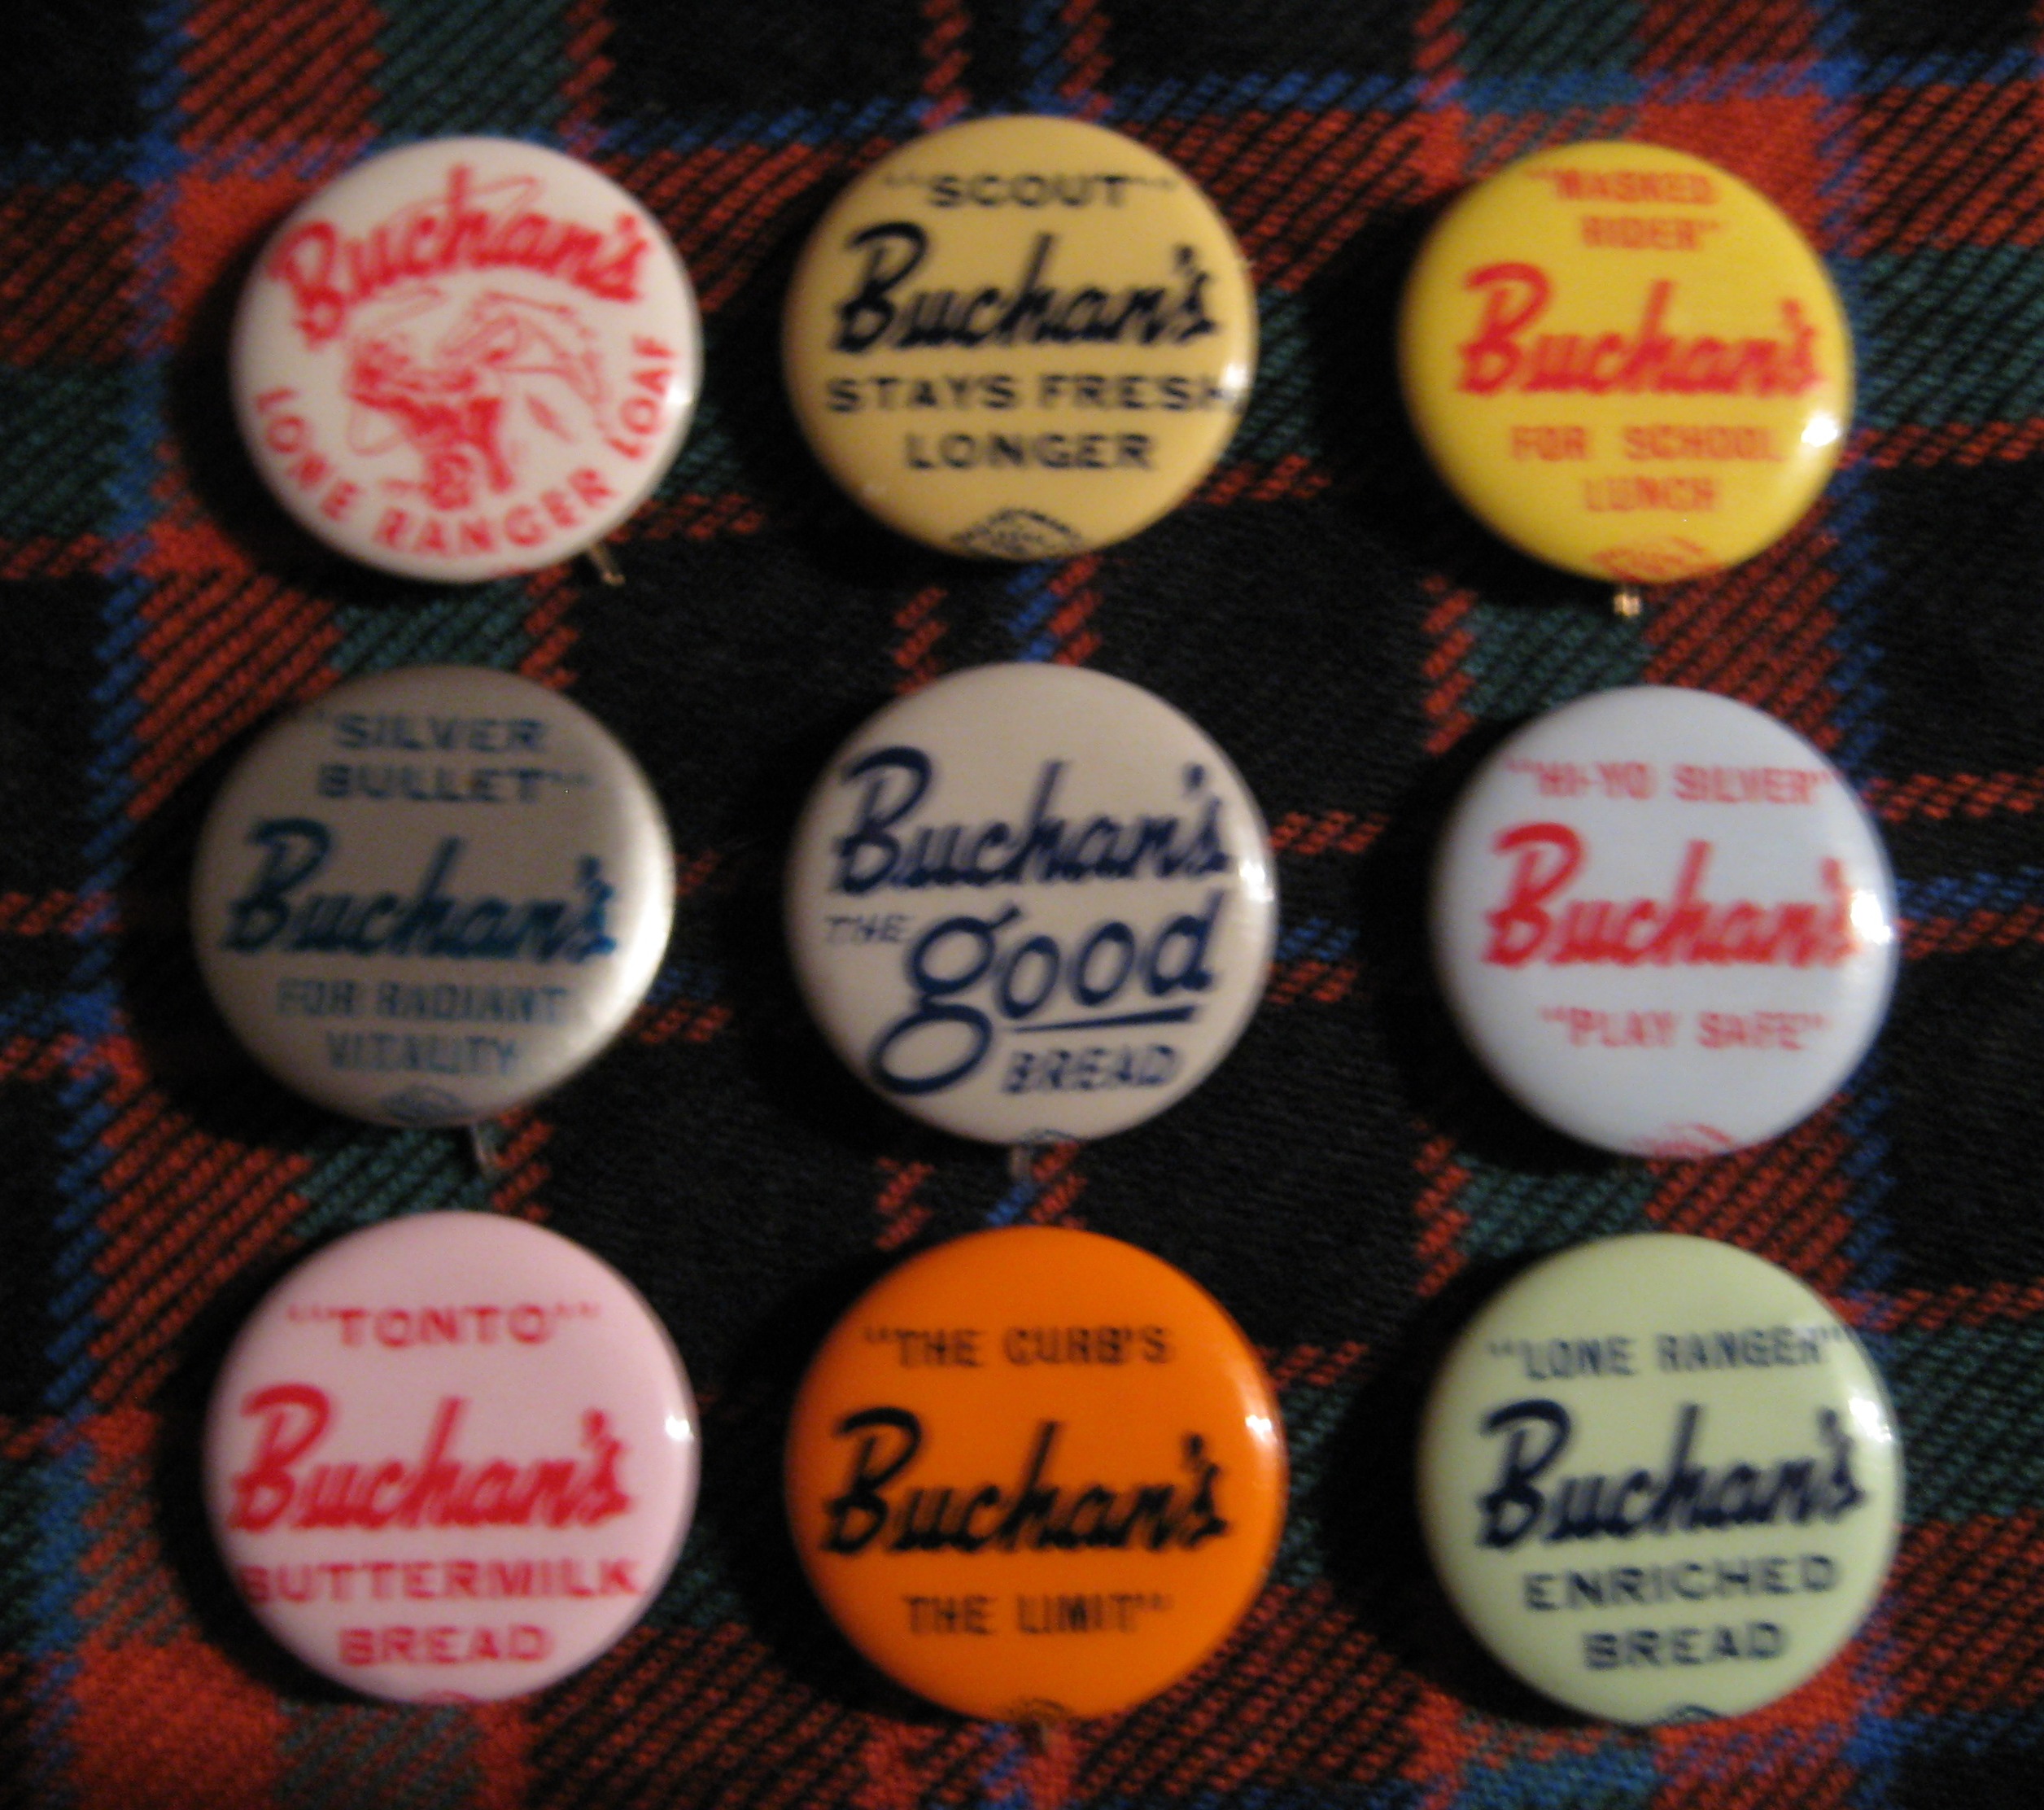 Buchan's
LONE RANGER LOAF
"SCOUT"
Buchan's
STAYS FRESH
LONGER
"MASKED
RIDER"
Buchan's
FOR SCHOOL
LUNCH
"SILVER
BULLET"
Buchan's
FOR RADIANT
VITALITY
Buchan's
THE good
BREAD
"HI-YO SILVER"
Buchan's
"PLAY SAFE"
"TONTO"
Buchan's
BUTTERMILK
BREAD
"THE CURB'S
Buchan's
THE LIMIT"
"LONE RANGER"
Buchan's
ENRICHED
BREAD